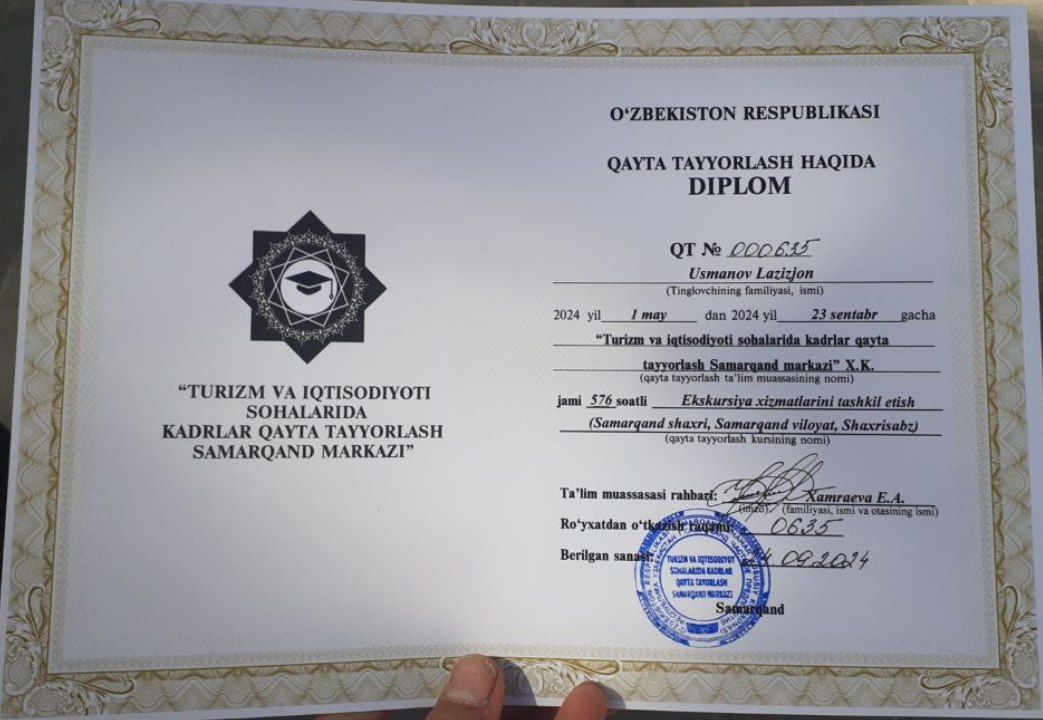 “TURIZM VA IQTISODIYOTI
SOHALARIDA
KADRLAR QAYTA TAYYORLASH
SAMARQAND MARKAZI”
O‘ZBEKISTON RESPUBLIKASI
QAYTA TAYYORLASH HAQIDA
DIPLOM
QT № 000635
Usmanov Lazizjon
(Tinglovchining familiyasi, ismi)
2024 yil 1 may dan 2024 yil 23 sentabr gacha
“Turizm va iqtisodiyoti sohalarida kadrlar qayta
tayyorlash Samarqand markazi” X.K.
(qayta tayyorlash ta’lim muassasining nomi)
jami 576 soatli Ekskursiya xizmatlarini tashkil etish
(Samarqand shaxri, Samarqand viloyat, Shaxrisabz)
(qayta tayyorlash kursining nomi)
Ta’lim muassasasi rahbari: Xamraeva E.A.
(imzo) (familiyasi, ismi va otasining ismi)
Ro‘yxatdan o‘tkazish raqami: 0635
Berilgan sanasi: 24.09.2024
TURIZM VA IQTISODIYOT
SOHALARIDA KADRLAR
QAYTA TAYORLASH
SAMARQAND MARKAZI
Samarqand